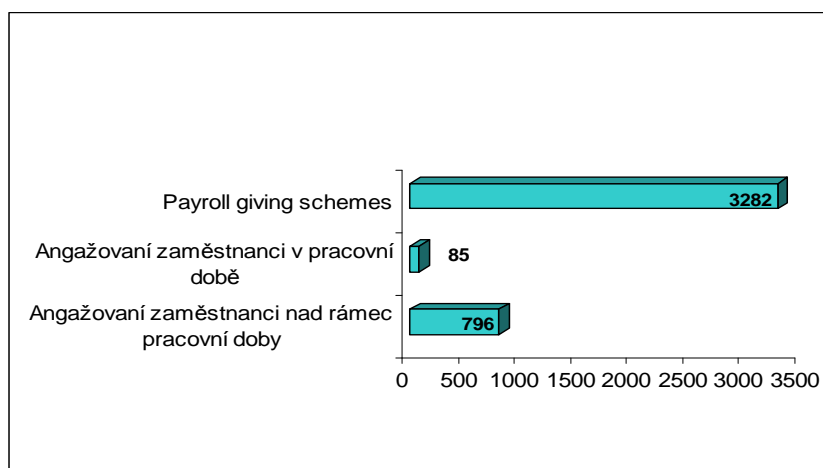 Payroll giving schemes
3282
Angažovaní zaměstnanci v pracovní
době
85
Angažovaní zaměstnanci nad rámec
pracovní doby
796
0 500 1000 1500 2000 2500 3000 3500